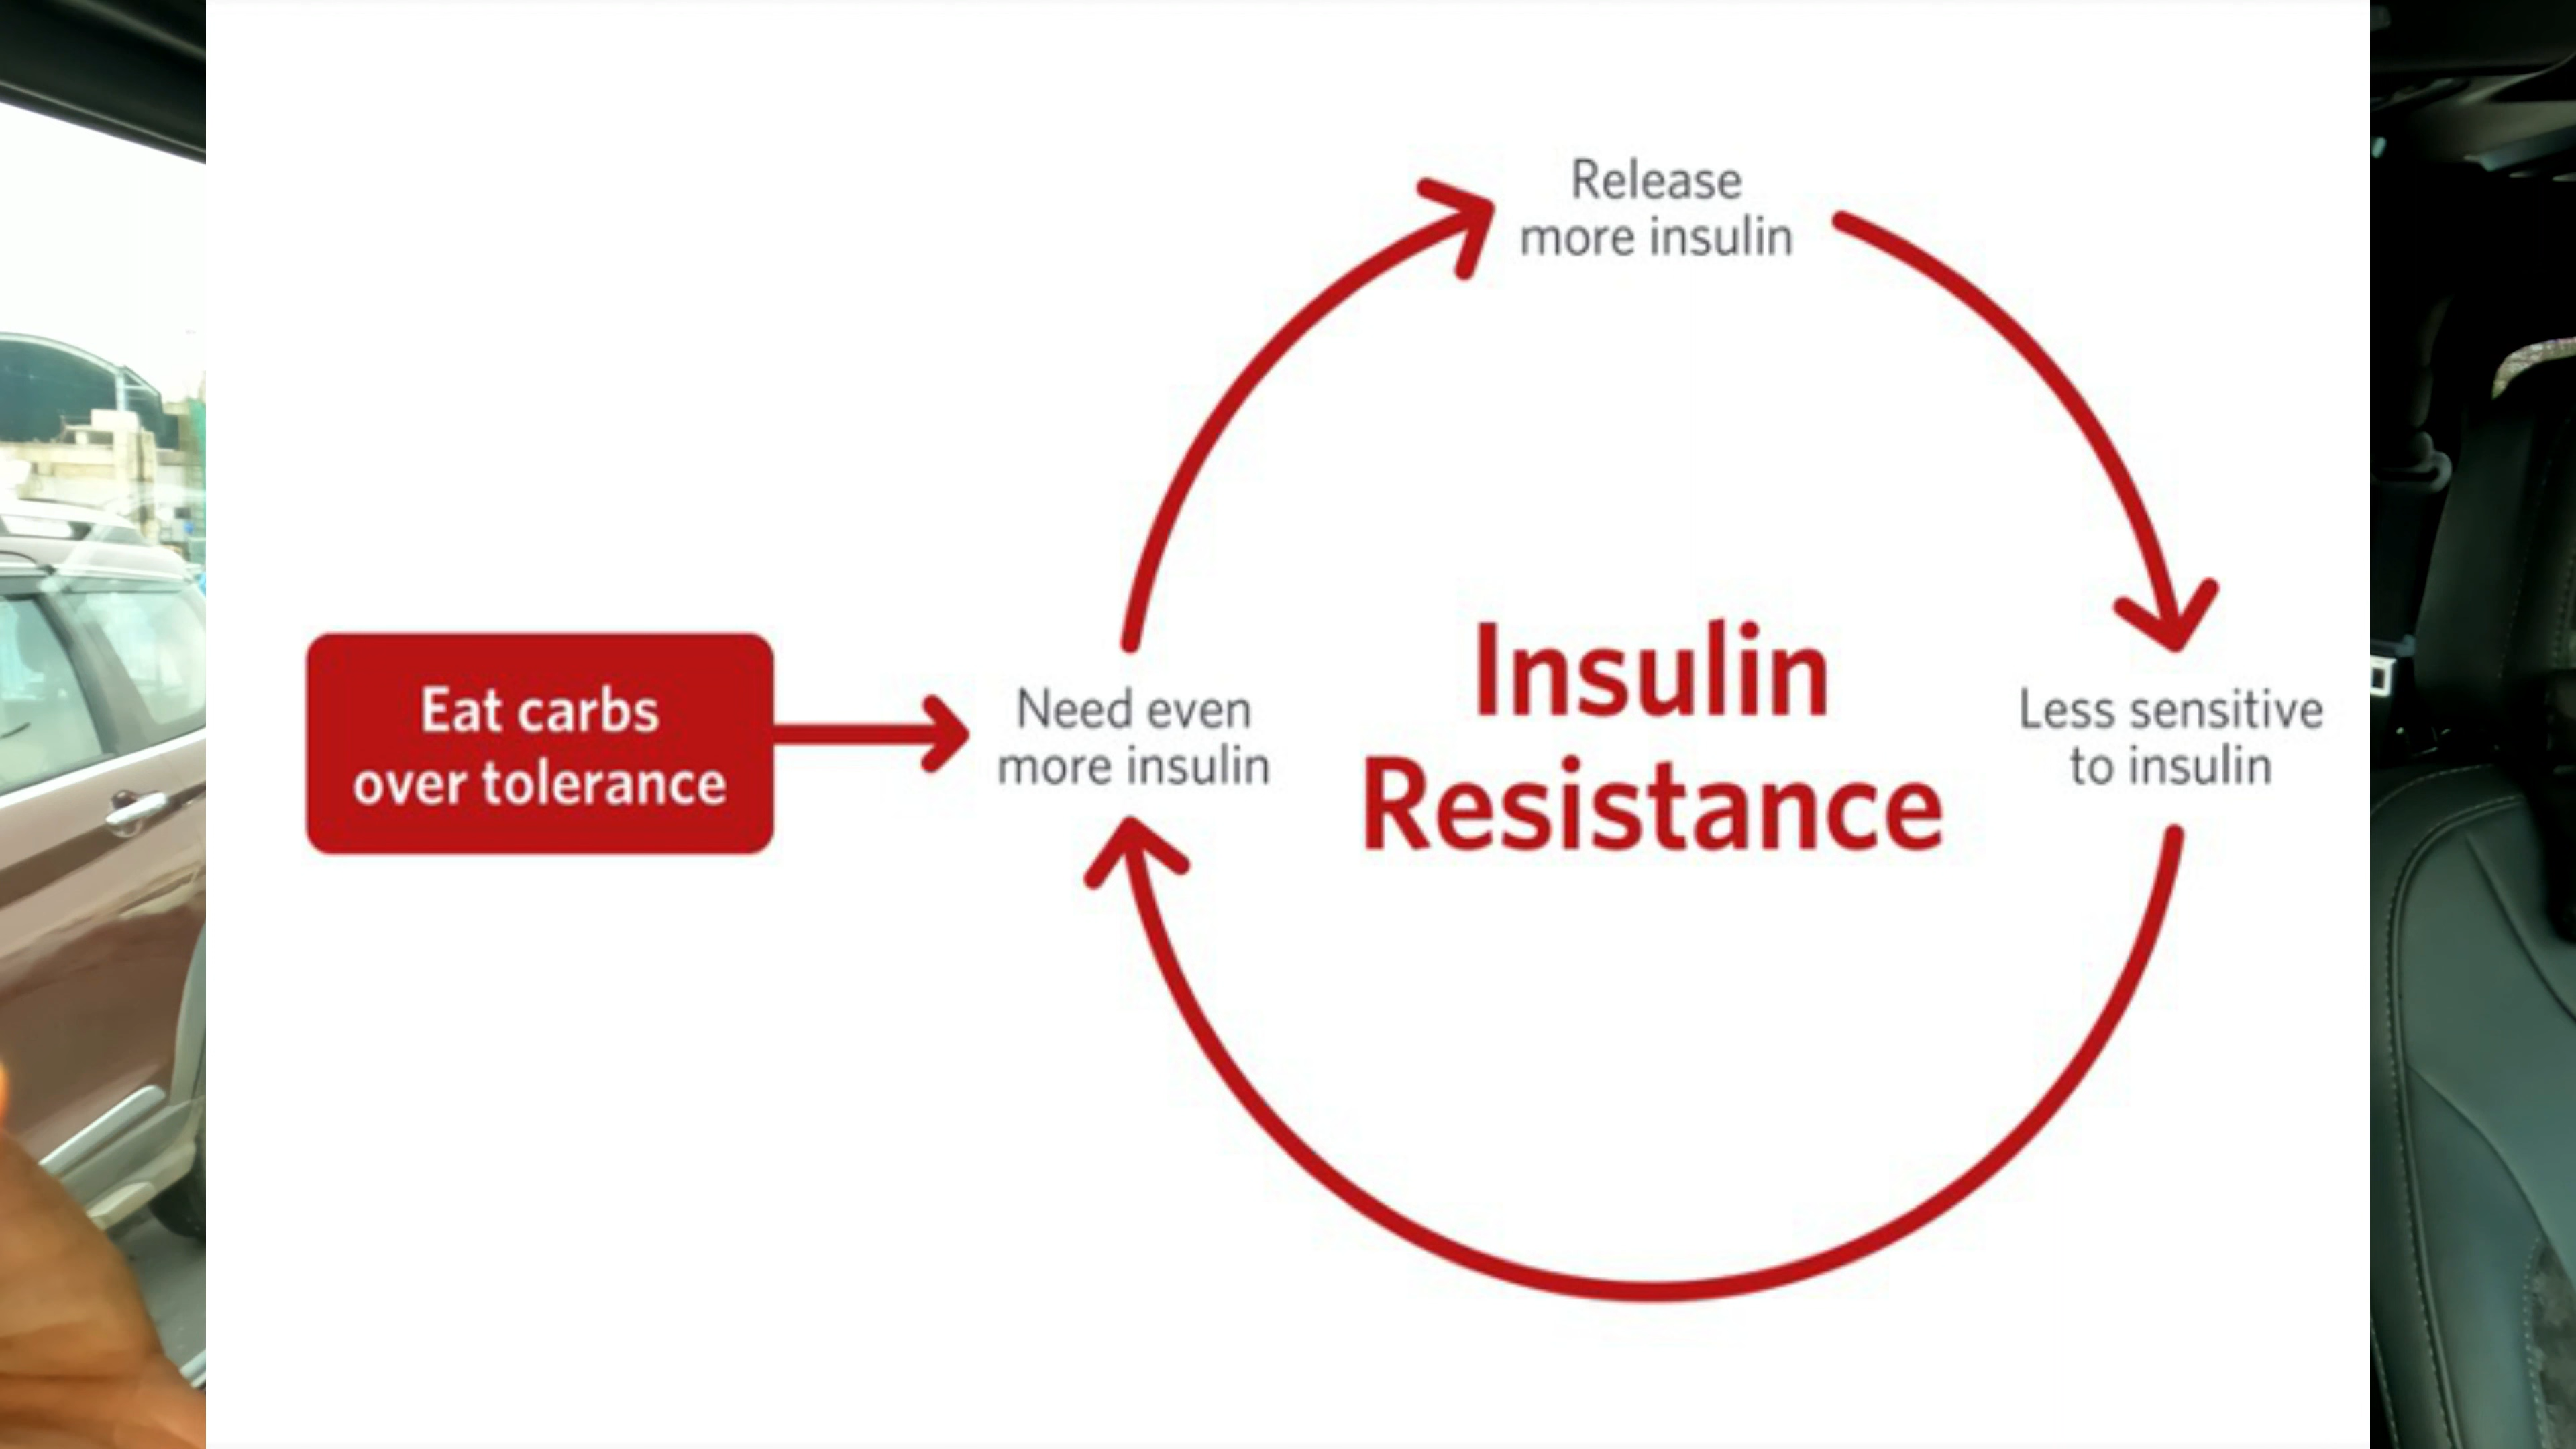 Release
more insulin
Eat carbs
over tolerance
Need even
more insulin
Insulin
Resistance
Less sensitive
to insulin